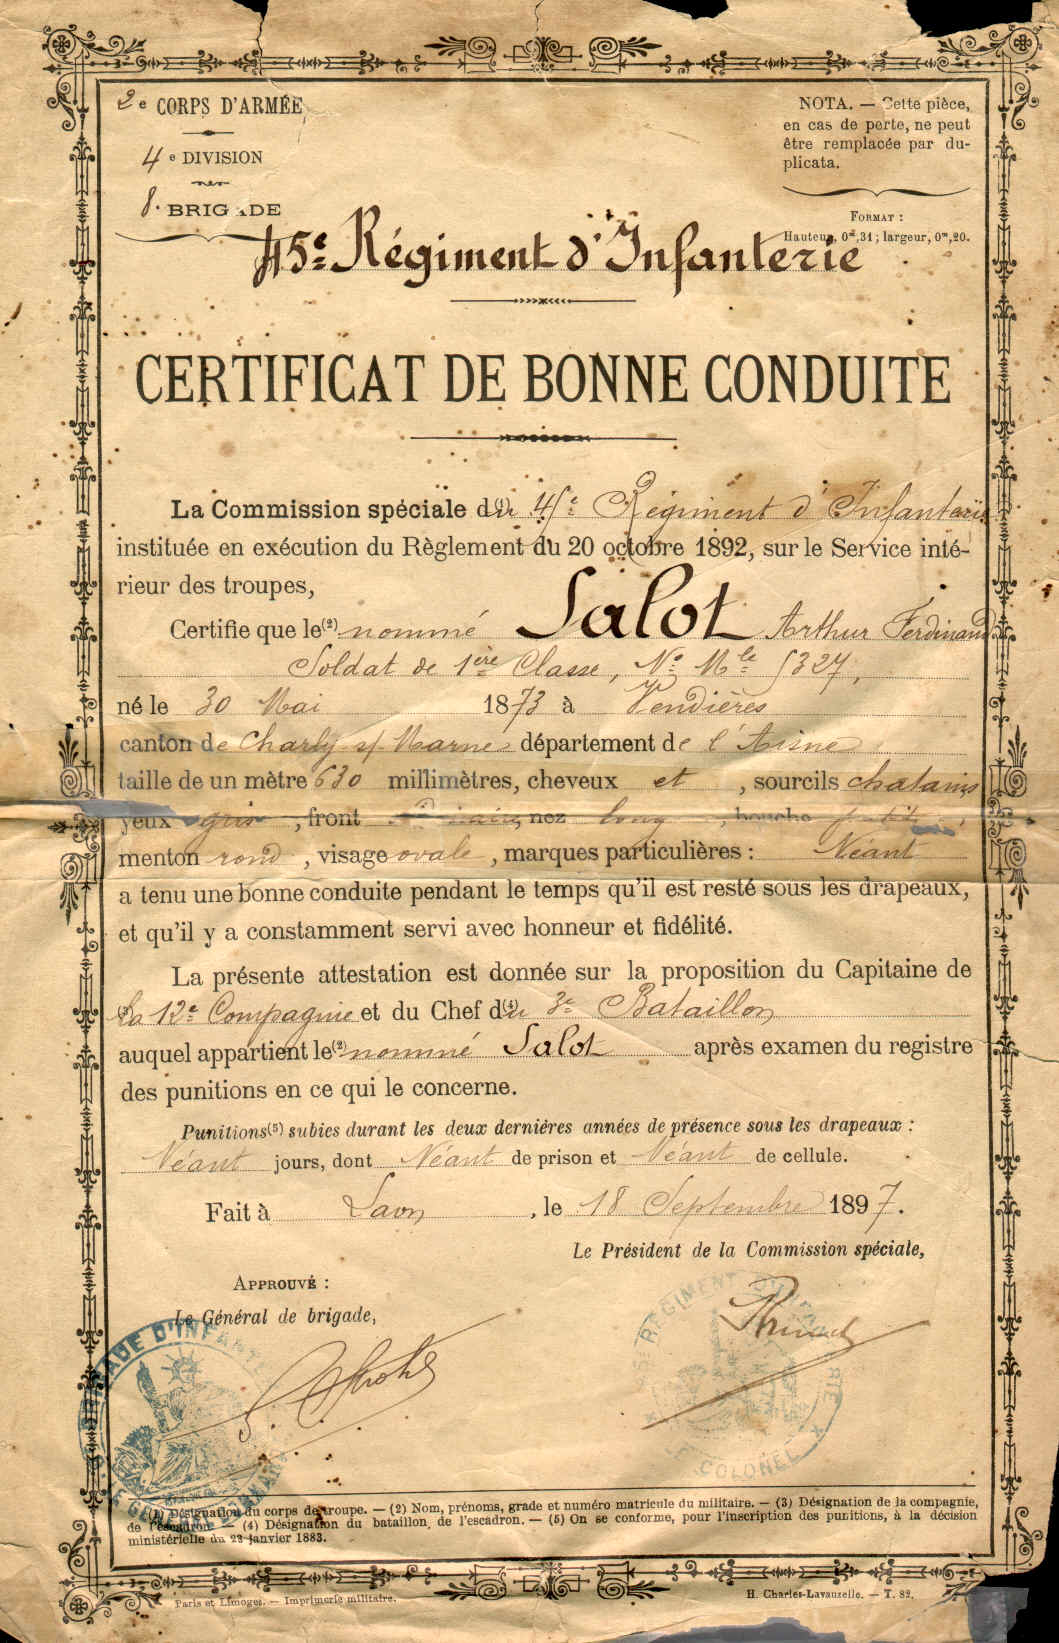 2e CORPS D'ARMÉE
4e DIVISION
8. BRIGADE
NOTA. — Cette pièce,
en cas de perte, ne peut
être remplacée par du-
plicata.
FORMAT :
Hauteur, 0m,31 ; largeur, 0m,20.
45e Régiment d'Infanterie
CERTIFICAT DE BONNE CONDUITE
La Commission spéciale du (1) 45e Régiment d'Infanterie
instituée en exécution du Règlement du 20 octobre 1892, sur le Service inté-
rieur des troupes,
Certifie que le (2) nommé Salot Arthur Ferdinand
Soldat de 1ère Classe, No Mle 5327,
né le 30 Mai 1873 à Vendières
canton de Charly s/ Marne département de l'Aisne
taille de un mètre 630 millimètres, cheveux et , sourcils chatains
yeux gris , front nez long , bouche petite ,
menton rond , visage ovale , marques particulières : Néant
a tenu une bonne conduite pendant le temps qu'il est resté sous les drapeaux,
et qu'il y a constamment servi avec honneur et fidélité.
La présente attestation est donnée sur la proposition du Capitaine de
la 12e Compagnie et du Chef du (4) 3e Bataillon
auquel appartient le (2) nommé Salot après examen du registre
des punitions en ce qui le concerne.
Punitions (5) subies durant les deux dernières années de présence sous les drapeaux :
Néant jours, dont Néant de prison et Néant de cellule.
Fait à Laon , le 18 Septembre 1897.
Le Président de la Commission spéciale,
APPROUVÉ :
Le Général de brigade,
BRIGADE D'INFANTERIE
RÉGIMENT D'INFANTERIE
COLONEL
(1) Désignation du corps de troupe. — (2) Nom, prénoms, grade et numéro matricule du militaire. — (3) Désignation de la compagnie,
de l'escadron. — (4) Désignation du bataillon, de l'escadron. — (5) On se conforme, pour l'inscription des punitions, à la décision
ministérielle du 23 janvier 1883.
Paris et Limoges. — Imprimerie militaire.
H. Charles-Lavauzelle. — T. 82.